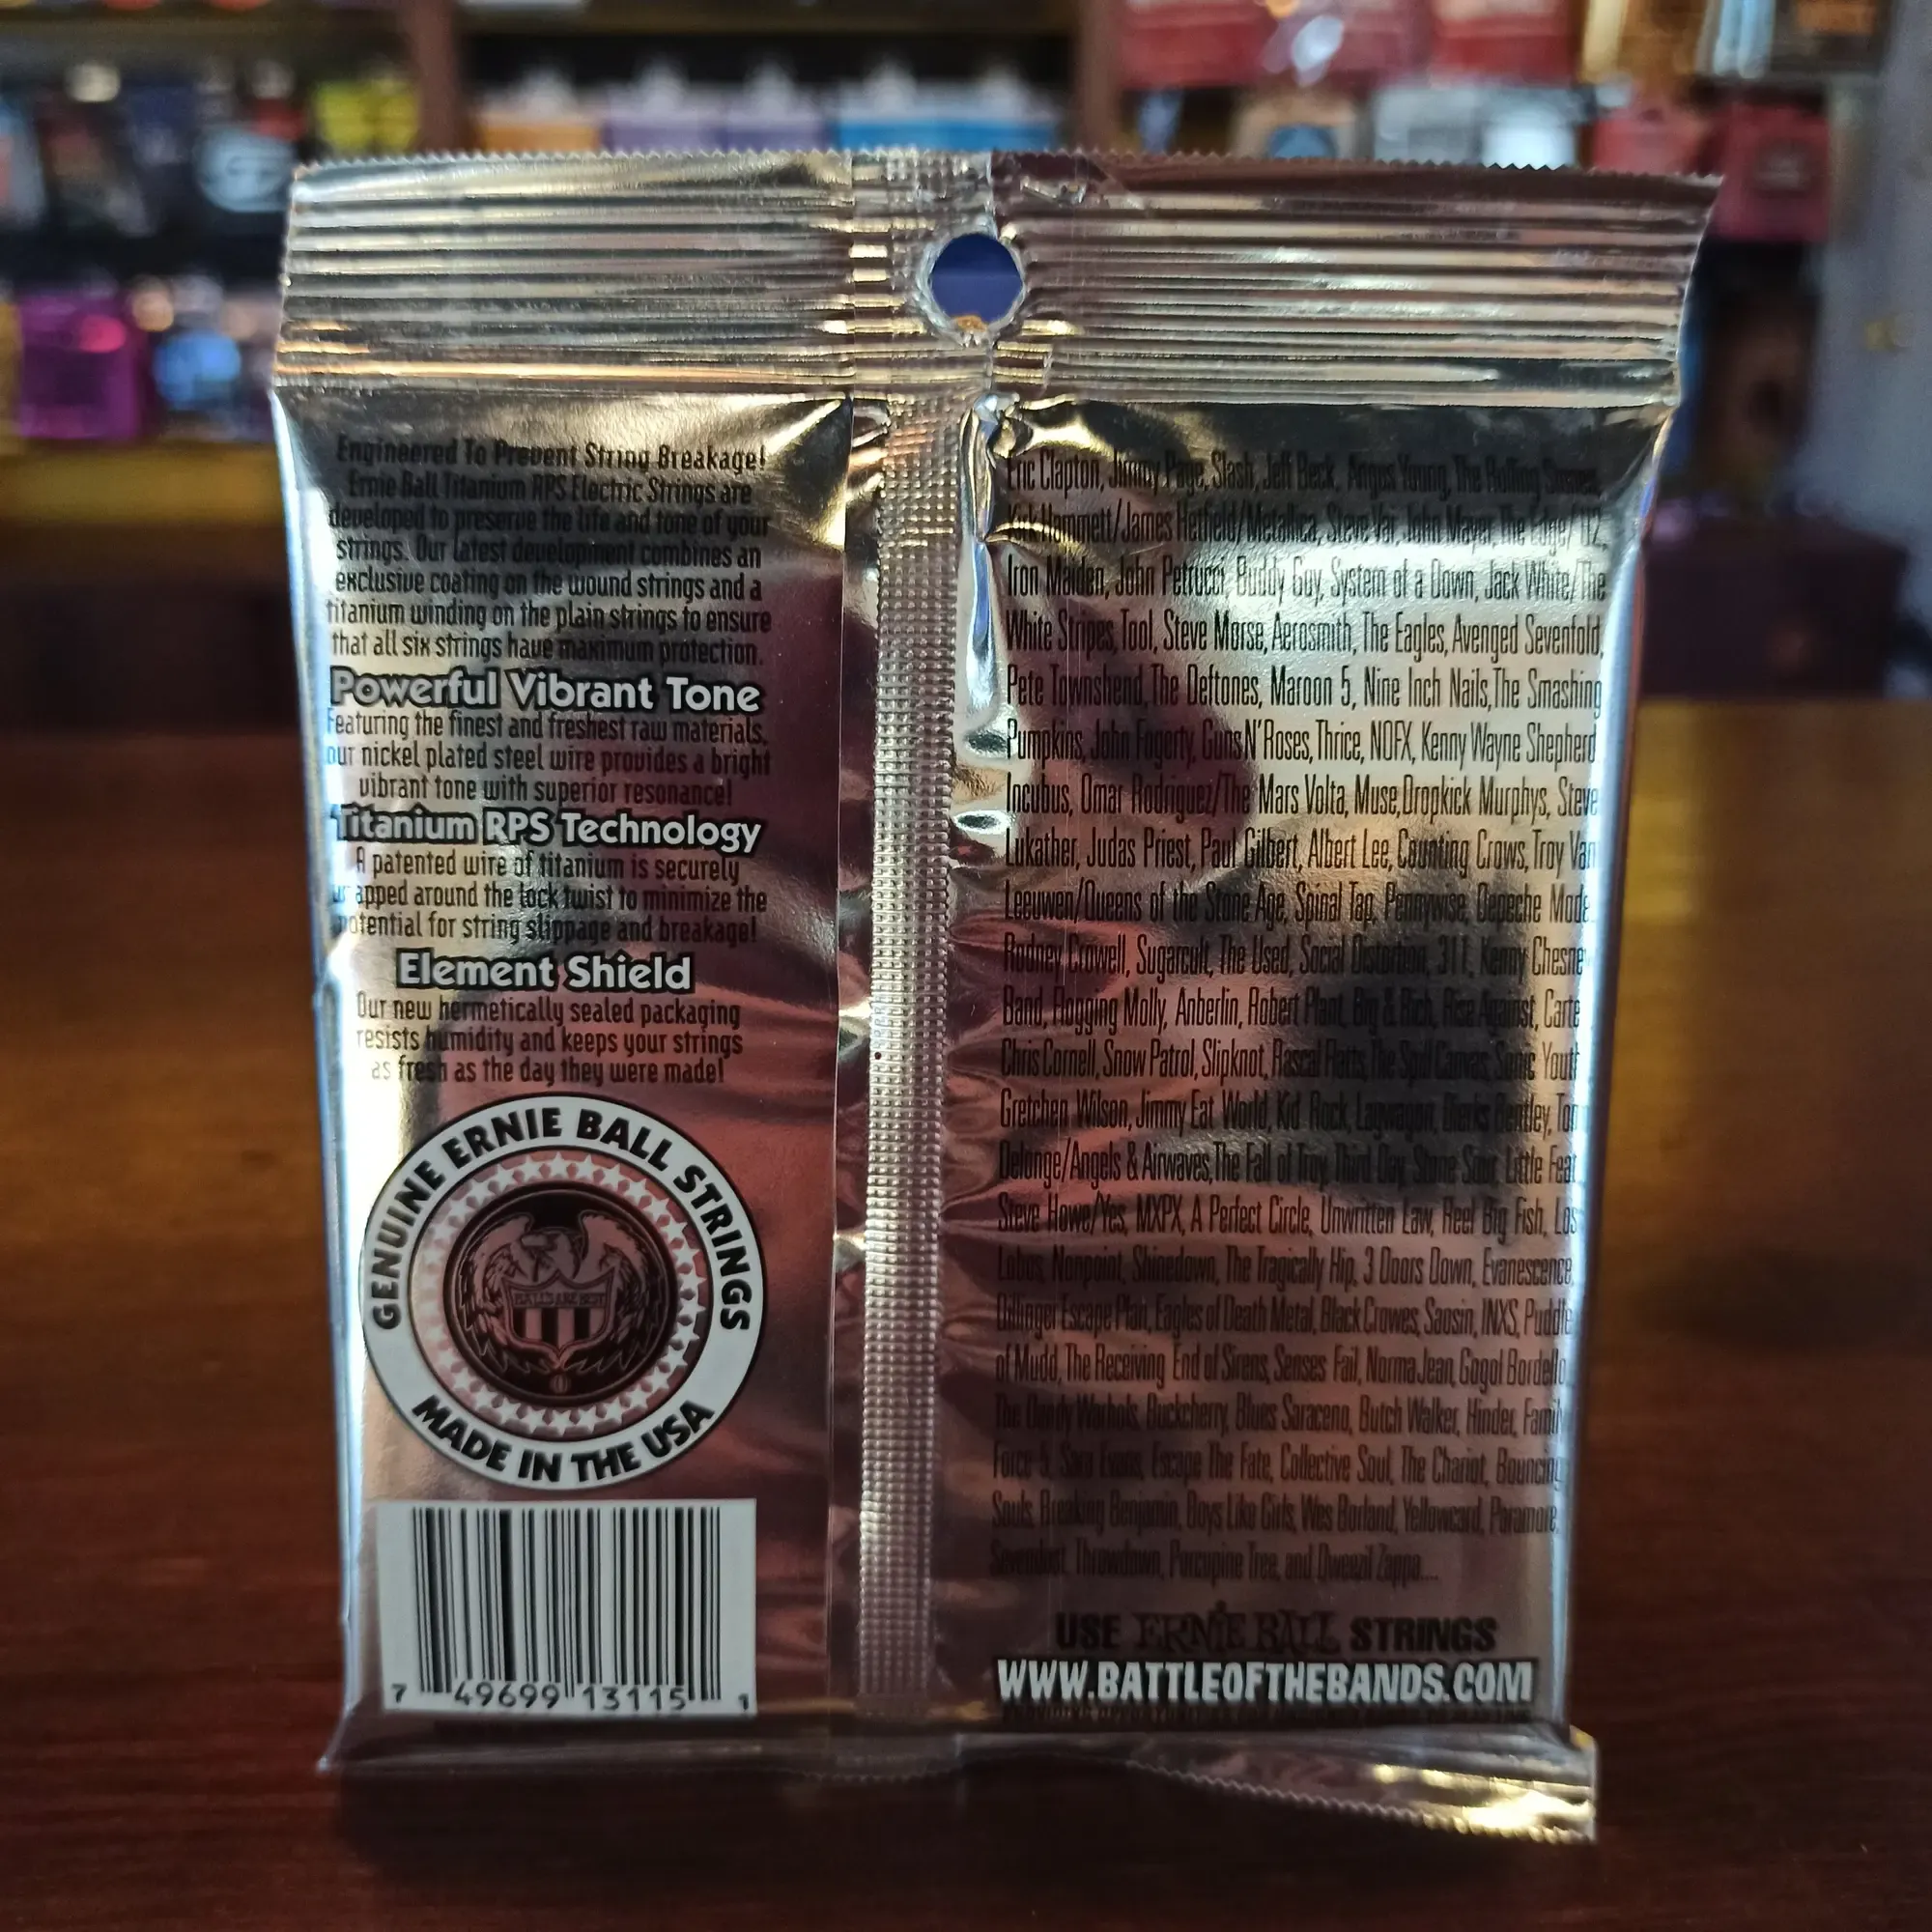 Engineered To Prevent String Breakage!
Ernie Ball Titanium RPS Electric Strings are
developed to preserve the life and tone of your
strings. Our latest development combines an
exclusive coating on the wound strings and a
titanium winding on the plain strings to ensure
that all six strings have maximum protection.
Powerful Vibrant Tone
Featuring the finest and freshest raw materials,
our nickel plated steel wire provides a bright
vibrant tone with superior resonance!
Titanium RPS Technology
A patented wire of titanium is securely
wrapped around the lock twist to minimize the
potential for string slippage and breakage!
Element Shield
Our new hermetically sealed packaging
resists humidity and keeps your strings
as fresh as the day they were made!
GENUINE ERNIE BALL STRINGS
MADE IN THE USA
7 49699 13115 1
Eric Clapton, Jimmy Page, Slash, Jeff Beck, Angus Young, The Rolling Stones,
Kirk Hammett/James Hetfield/Metallica, Steve Vai, John Mayer, The Edge/U2,
Iron Maiden, John Petrucci, Buddy Guy, System of a Down, Jack White/The
White Stripes, Tool, Steve Morse, Aerosmith, The Eagles, Avenged Sevenfold,
Pete Townshend, The Deftones, Maroon 5, Nine Inch Nails, The Smashing
Pumpkins, John Fogerty, Guns N' Roses, Thrice, NOFX, Kenny Wayne Shepherd
Incubus, Omar Rodriguez/The Mars Volta, Muse, Dropkick Murphys, Steve
Lukather, Judas Priest, Paul Gilbert, Albert Lee, Counting Crows, Troy Van
Leeuwen/Queens of the Stone Age, Spinal Tap, Pennywise, Depeche Mode
Rodney Crowell, Sugarcult, The Used, Social Distortion, 311, Kenny Chesne
Band, Flogging Molly, Anberlin, Robert Plant, Big & Rich, Rise Against, Carte
Chris Cornell, Snow Patrol, Slipknot, Rascal Flatts, The Spill Canvas, Sonic Youth
Gretchen Wilson, Jimmy Eat World, Kid Rock, Lagwagon, Dierks Bentley, Tom
Delonge/Angels & Airwaves, The Fall of Troy, Third Day, Stone Sour, Little Feat
Steve Howe/Yes, MXPX, A Perfect Circle, Unwritten Law, Reel Big Fish, Los
Lobos, Nonpoint, Shinedown, The Tragically Hip, 3 Doors Down, Evanescence,
Dillinger Escape Plan, Eagles of Death Metal, Black Crowes, Saosin, INXS, Puddle
of Mudd, The Receiving End of Sirens, Senses Fail, Norma Jean, Gogol Bordello
The Dandy Warhols, Buckcherry, Blues Saraceno, Butch Walker, Hinder, Family
Force 5, Sara Evans, Escape The Fate, Collective Soul, The Chariot, Bouncing
Souls, Breaking Benjamin, Boys Like Girls, Wes Borland, Yellowcard, Paramore,
Sevendust, Throwdown, Porcupine Tree, and Dweezil Zappa....
USE ERNIE BALL STRINGS
WWW.BATTLEOFTHEBANDS.COM